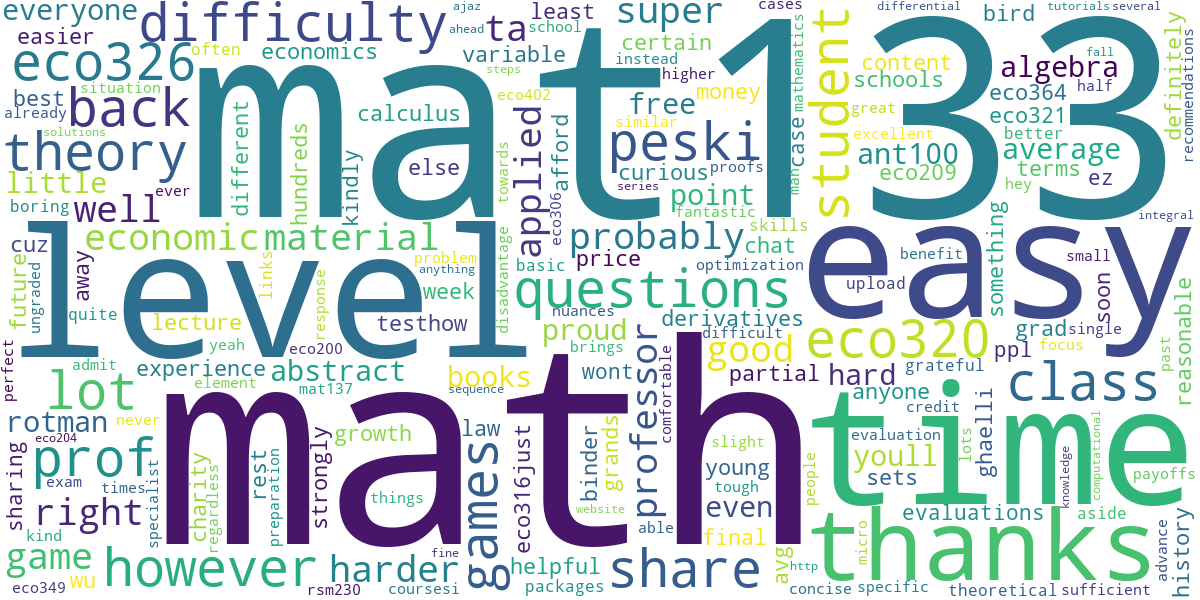 everyone
difficulty
ta
least
super
cases
student
differential
bird
tutorials
several
easier
often
economics
variable
ahead
ajaz
school
certain
instead
content
schools
algebra
fall
eco326
mat133
steps
higher
mathematics
half
situation
best
already
back
calculus
eco402
free
money
eco364
eco321
great
definitely
recommendations
solutions
theory
different
hundreds
kindly
else
applied
afford
similar
peski
case
excellent
ant100
better
average
ever
little
boring
well
towards
curious
proofs
series
point
fantastic
man
eco209
terms
ez
hey
integral
economic
material
eco306
probably
skills
chat
something
cuz
future
ungraded
away
level
problem
anything
disadvantage
basic
price
optimization
easy
benefit
small
quite
links
response
week
questions
upload
soon
lecture
testhow
nuances
derivatives
yeah
eco200
proud
difficult
eco320
grad
single
reasonable
perfect
admit
experience
abstract
brings
professor
good
ppl
focus
past
lot
element
mat137
books
sequence
wont
comfortable
partial
hard
grateful
class
rotman
never
growth
law
anyone
credit
time
eco204
prof
strongly
math
games
eco316just
binder
grands
slight
young
evaluation
youll
lots
ghaelli
knowledge
computational
sharing
exam
times
specialist
charity
regardless
rest
preparation
things
tough
people
sets
payoffs
right
website
even
evaluations
aside
kind
able
final
thanks
history
game
wu
however
harder
fine
helpful
share
avg
http
micro
advance
eco349
rsm230
coursesi
packages
concise
specific
theoretical
sufficient